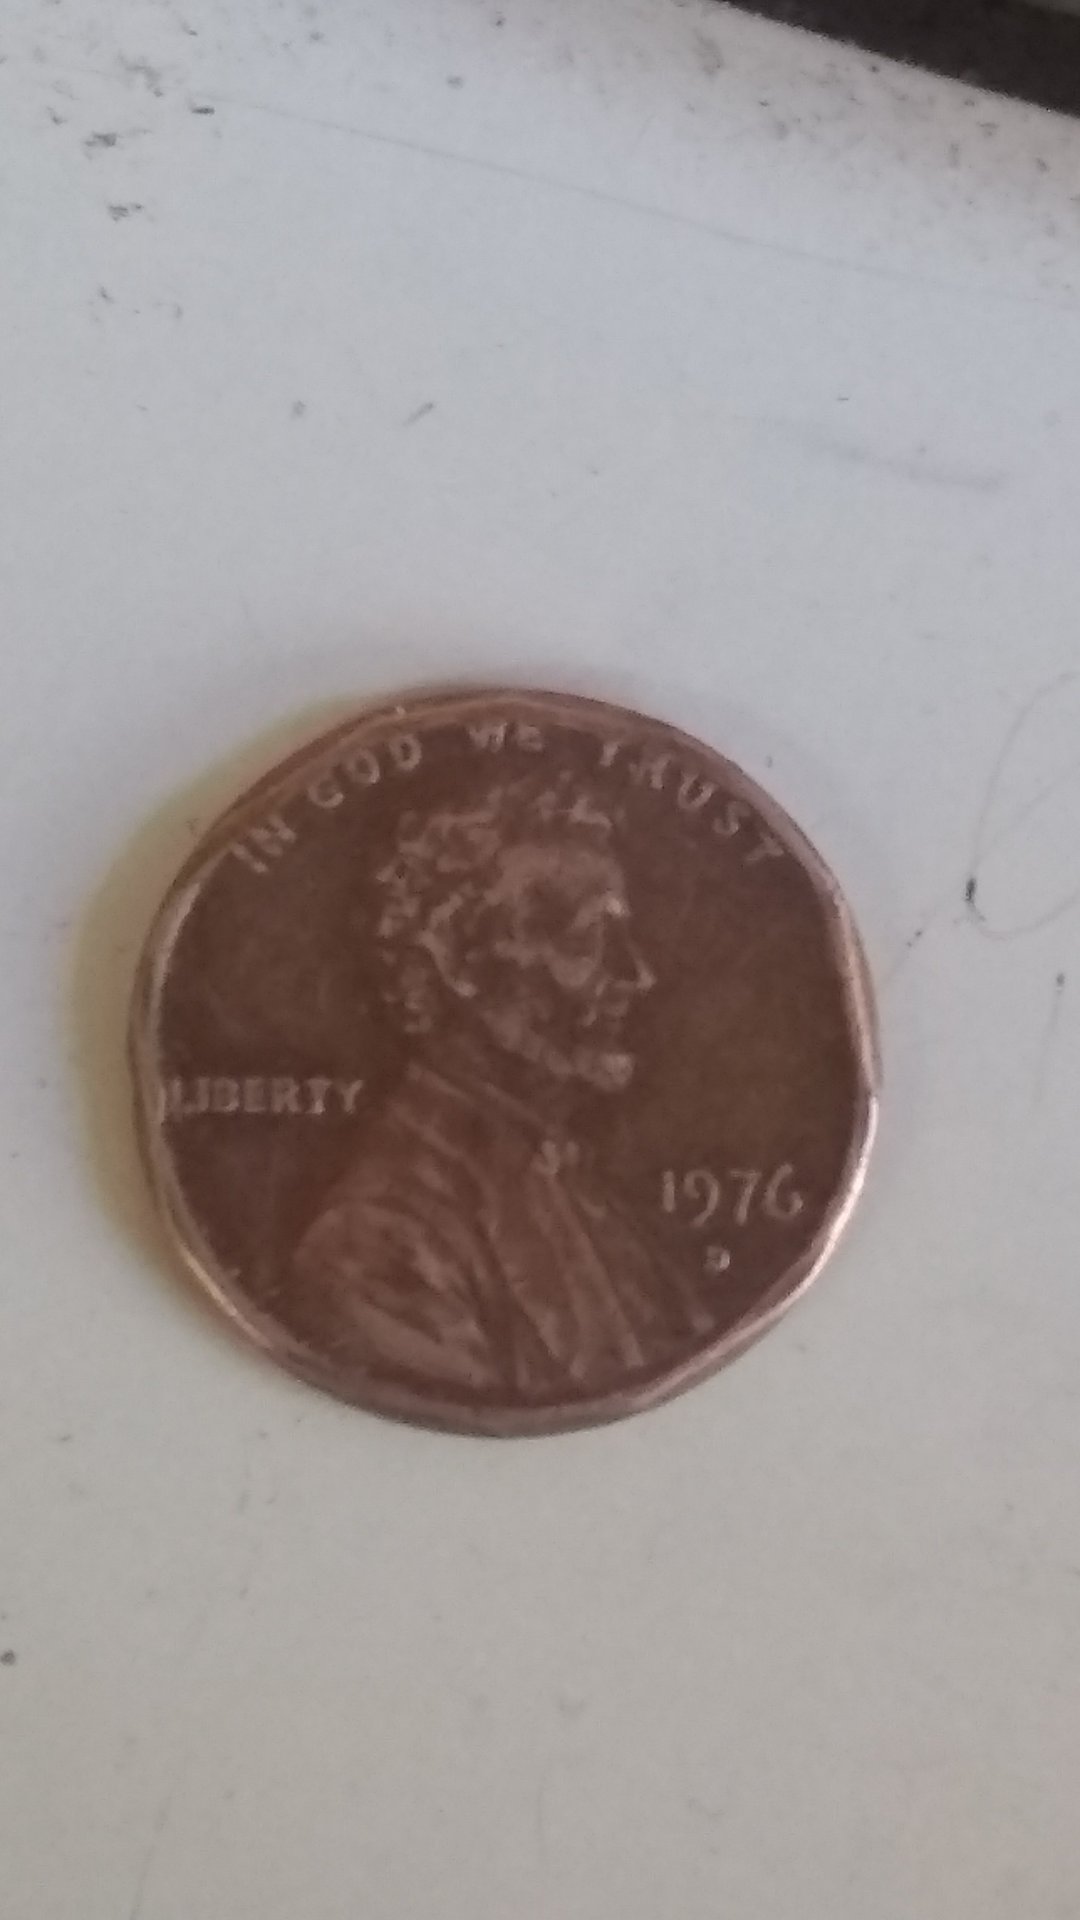 IN GOD WE TRUST
LIBERTY
1976
D